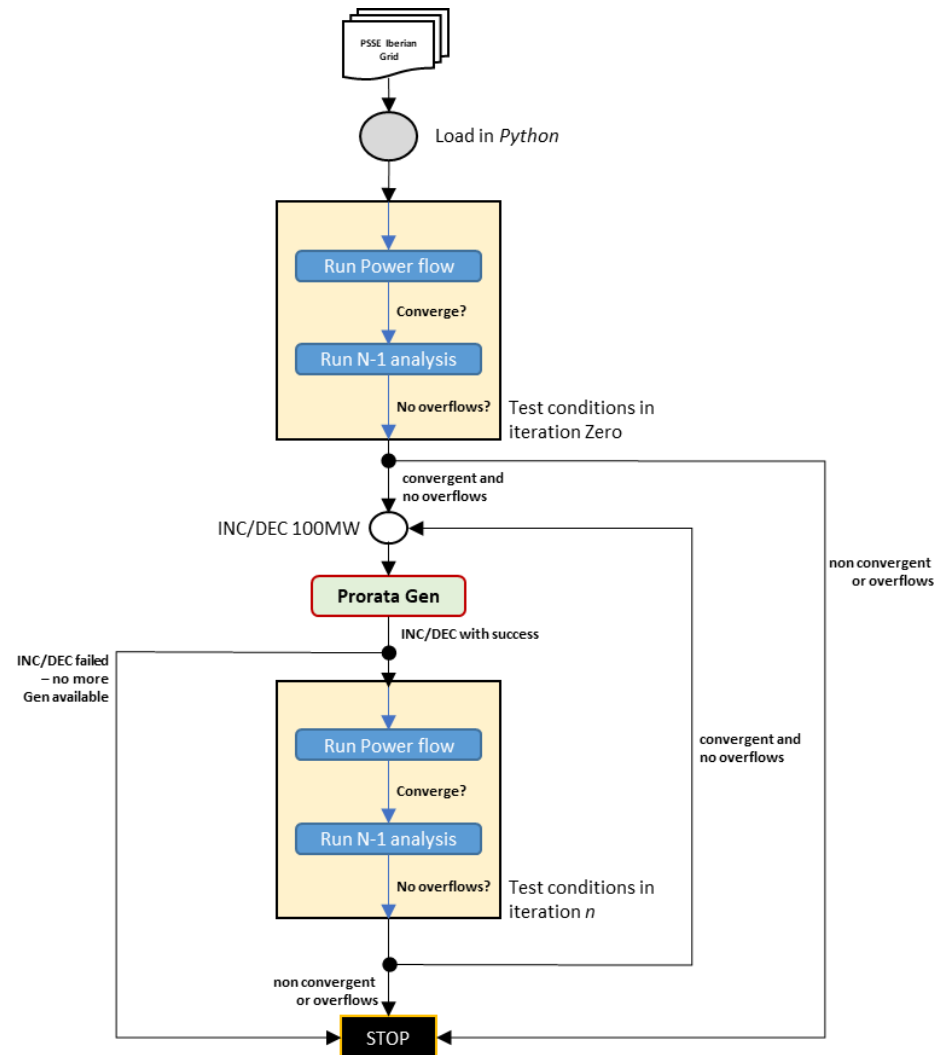 PSSE Iberian
Grid
Load in Python
Run Power flow
Converge?
Run N-1 analysis
No overflows?
Test conditions in
iteration Zero
convergent and
no overflows
INC/DEC 100MW
non convergent
or overflows
Prorata Gen
INC/DEC with success
INC/DEC failed
– no more
Gen available
Run Power flow
convergent and
no overflows
Converge?
Run N-1 analysis
No overflows?
Test conditions in
iteration n
non convergent
or overflows
STOP